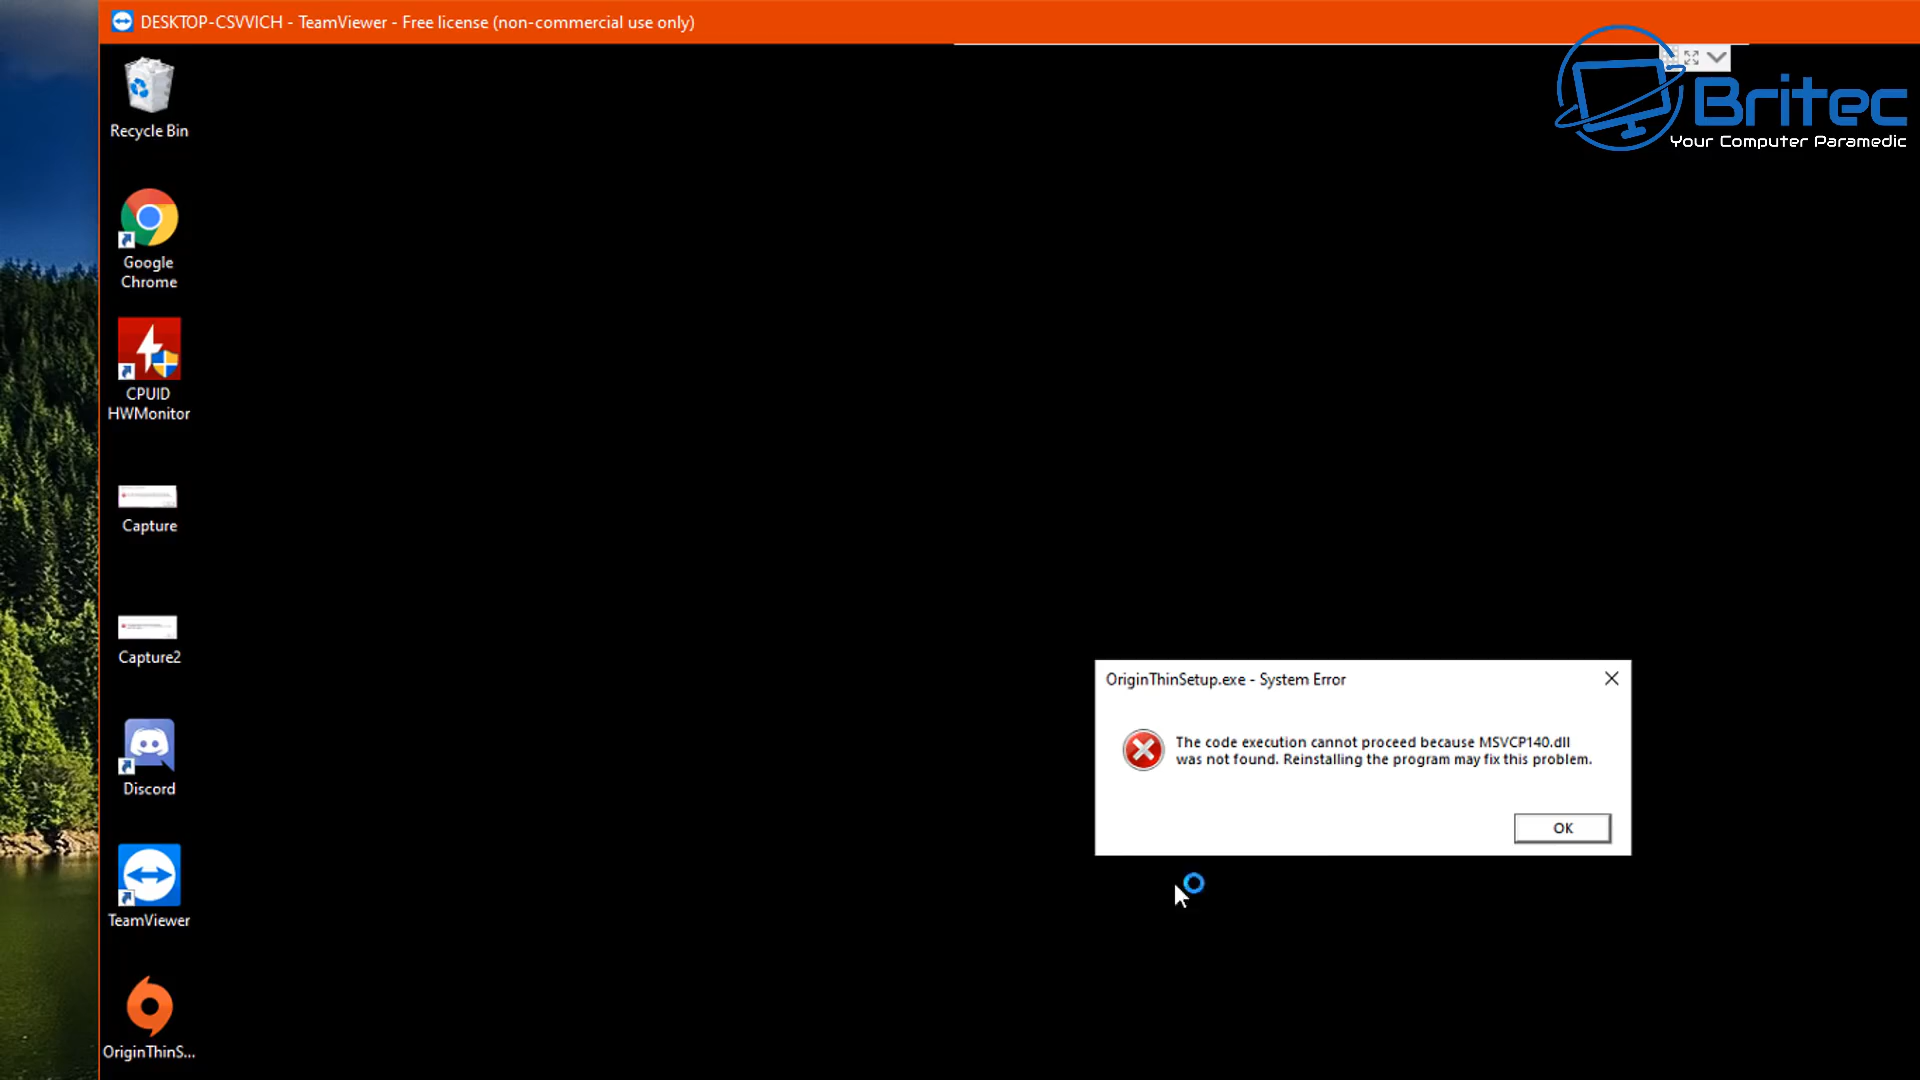 DESKTOP-CSVVICH - TeamViewer - Free license (non-commercial use only)
Britec
Your Computer Paramedic
Recycle Bin
Google
Chrome
CPUID
HWMonitor
Capture
Capture2
Discord
TeamViewer
OriginThinS...
OriginThinSetup.exe - System Error
The code execution cannot proceed because MSVCP140.dll
was not found. Reinstalling the program may fix this problem.
OK